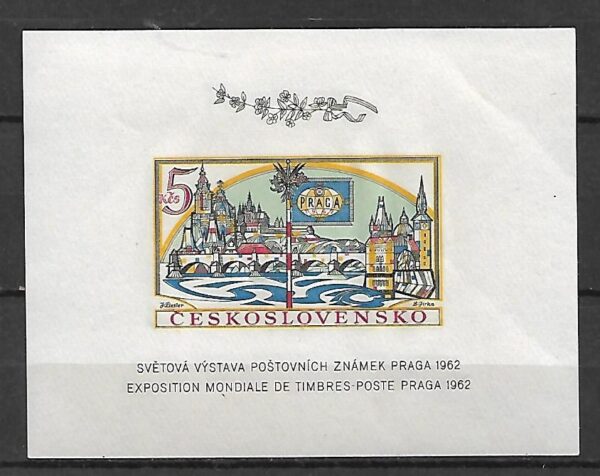 5
Kčs
PRAGA
J. Liesler
B. Jirka
ČESKOSLOVENSKO
SVĚTOVÁ VÝSTAVA POŠTOVNÍCH ZNÁMEK PRAGA 1962
EXPOSITION MONDIALE DE TIMBRES-POSTE PRAGA 1962